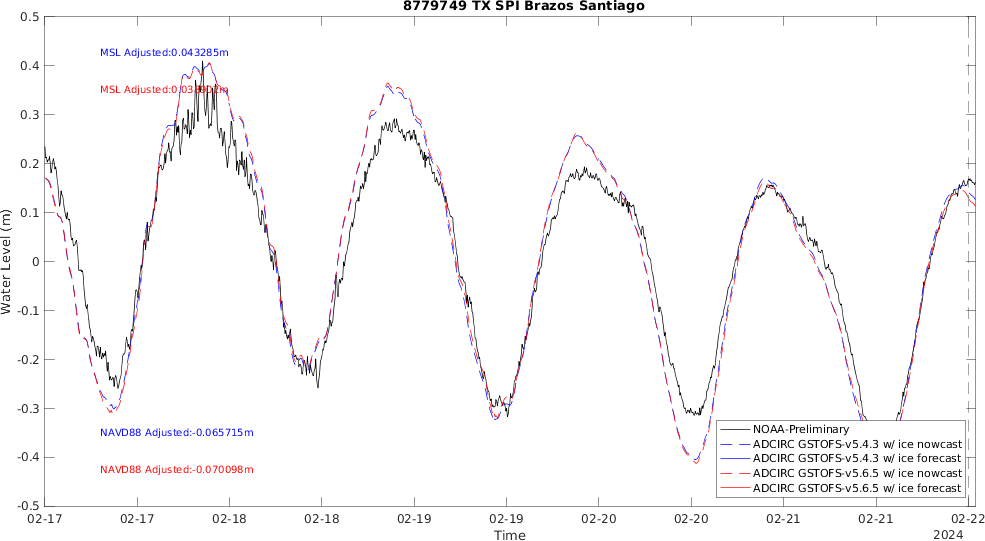 8779749 TX SPI Brazos Santiago
0.5
0.4
0.3
0.2
0.1
0
-0.1
-0.2
-0.3
-0.4
-0.5
Water Level (m)
MSL Adjusted:0.043285m
MSL Adjusted:
NAVD88 Adjusted:-0.065715m
NAVD88 Adjusted:-0.070098m
NOAA-Preliminary
ADCIRC GSTOFS-v5.4.3 w/ ice nowcast
ADCIRC GSTOFS-v5.4.3 w/ ice forecast
ADCIRC GSTOFS-v5.6.5 w/ ice nowcast
ADCIRC GSTOFS-v5.6.5 w/ ice forecast
02-17 02-17 02-18 02-18 02-19 02-19 02-20 02-20 02-21 02-21 02-22
Time
2024